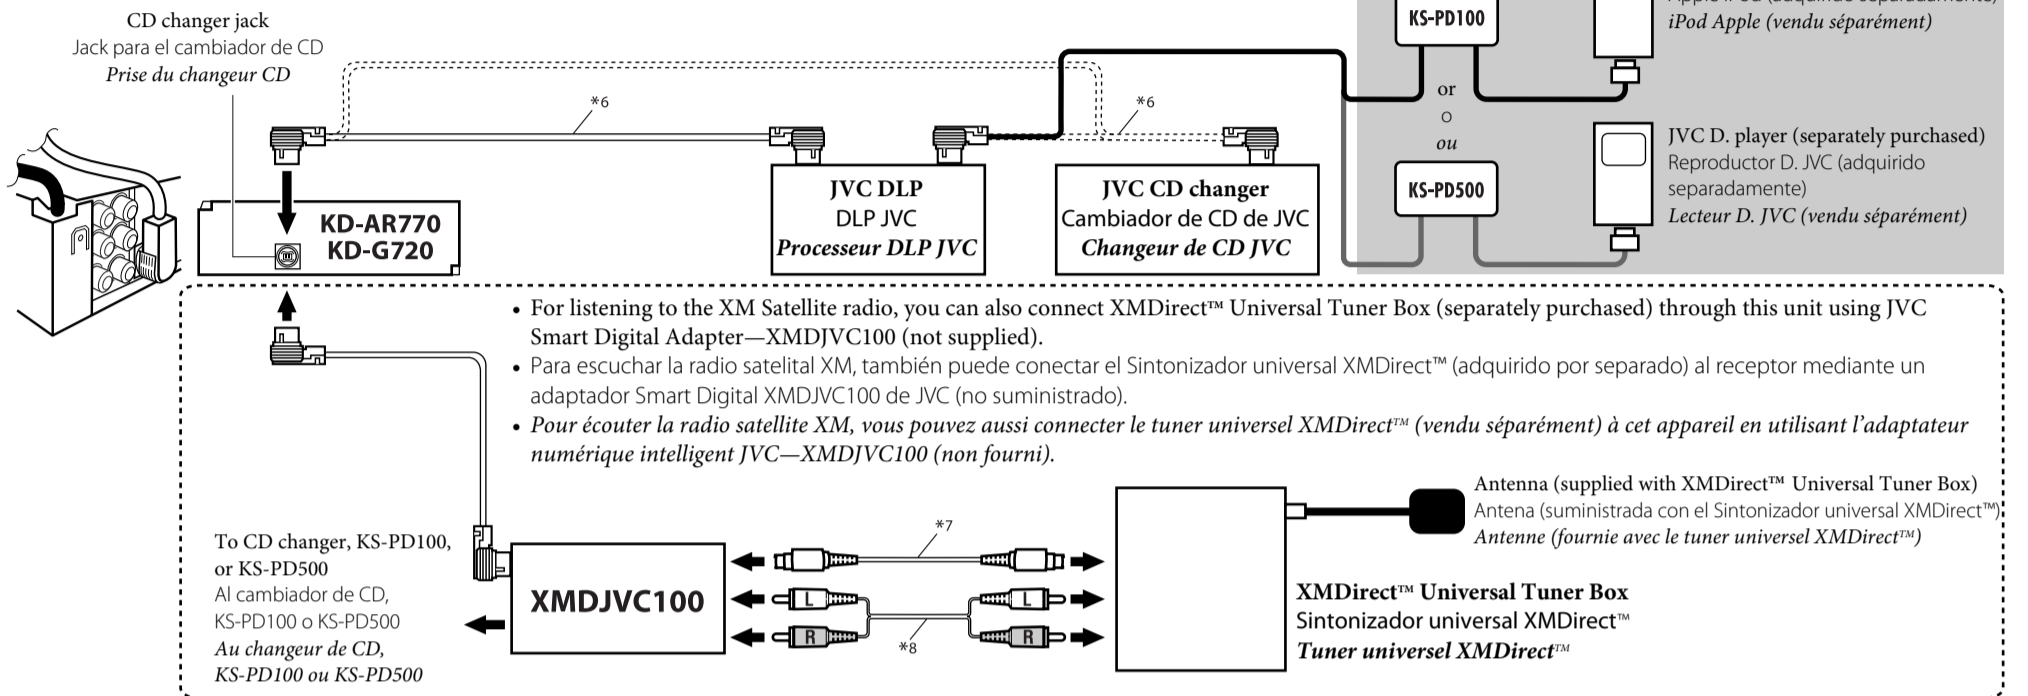 CD changer jack
Jack para el cambiador de CD
Prise du changeur CD
*6
*6
KD-AR770
KD-G720
JVC DLP
DLP JVC
Processeur DLP JVC
JVC CD changer
Cambiador de CD de JVC
Changeur de CD JVC
KS-PD100
iPod Apple (vendu séparément)
or
o
ou
KS-PD500
JVC D. player (separately purchased)
Reproductor D. JVC (adquirido
separadamente)
Lecteur D. JVC (vendu séparément)
• For listening to the XM Satellite radio, you can also connect XMDirect™ Universal Tuner Box (separately purchased) through this unit using JVC
Smart Digital Adapter—XMDJVC100 (not supplied).
• Para escuchar la radio satelital XM, también puede conectar el Sintonizador universal XMDirect™ (adquirido por separado) al receptor mediante un
adaptador Smart Digital XMDJVC100 de JVC (no suministrado).
• Pour écouter la radio satellite XM, vous pouvez aussi connecter le tuner universel XMDirect™ (vendu séparément) à cet appareil en utilisant l'adaptateur
numérique intelligent JVC—XMDJVC100 (non fourni).
To CD changer, KS-PD100,
or KS-PD500
Al cambiador de CD,
KS-PD100 o KS-PD500
Au changeur de CD,
KS-PD100 ou KS-PD500
XMDJVC100
*7
L
L
R
R
*8
Antenna (supplied with XMDirect™ Universal Tuner Box)
Antena (suministrada con el Sintonizador universal XMDirect™)
Antenne (fournie avec le tuner universel XMDirect™)
XMDirect™ Universal Tuner Box
Sintonizador universal XMDirect™
Tuner universel XMDirect™